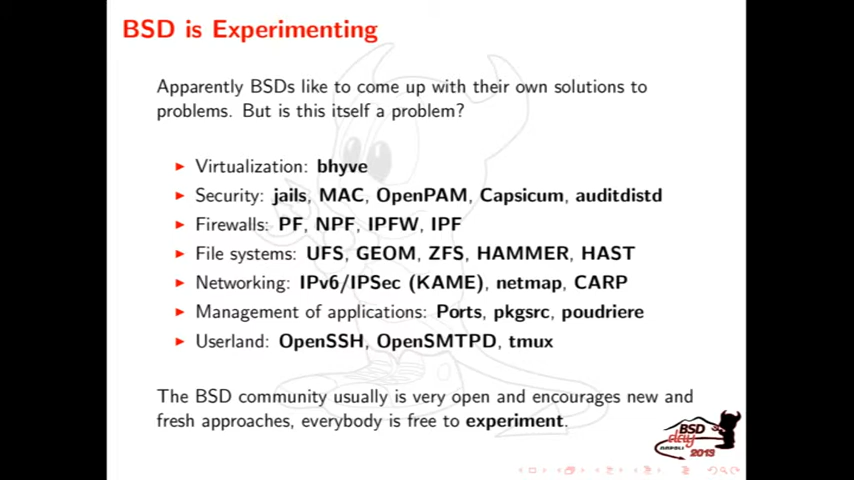 BSD is Experimenting
Apparently BSDs like to come up with their own solutions to
problems. But is this itself a problem?
Virtualization: bhyve
Security: jails, MAC, OpenPAM, Capsicum, auditdistd
Firewalls: PF, NPF, IPFW, IPF
File systems: UFS, GEOM, ZFS, HAMMER, HAST
Networking: IPv6/IPSec (KAME), netmap, CARP
Management of applications: Ports, pkgsrc, poudriere
Userland: OpenSSH, OpenSMTPD, tmux
The BSD community usually is very open and encourages new and
fresh approaches, everybody is free to experiment.
BSD
day
2013